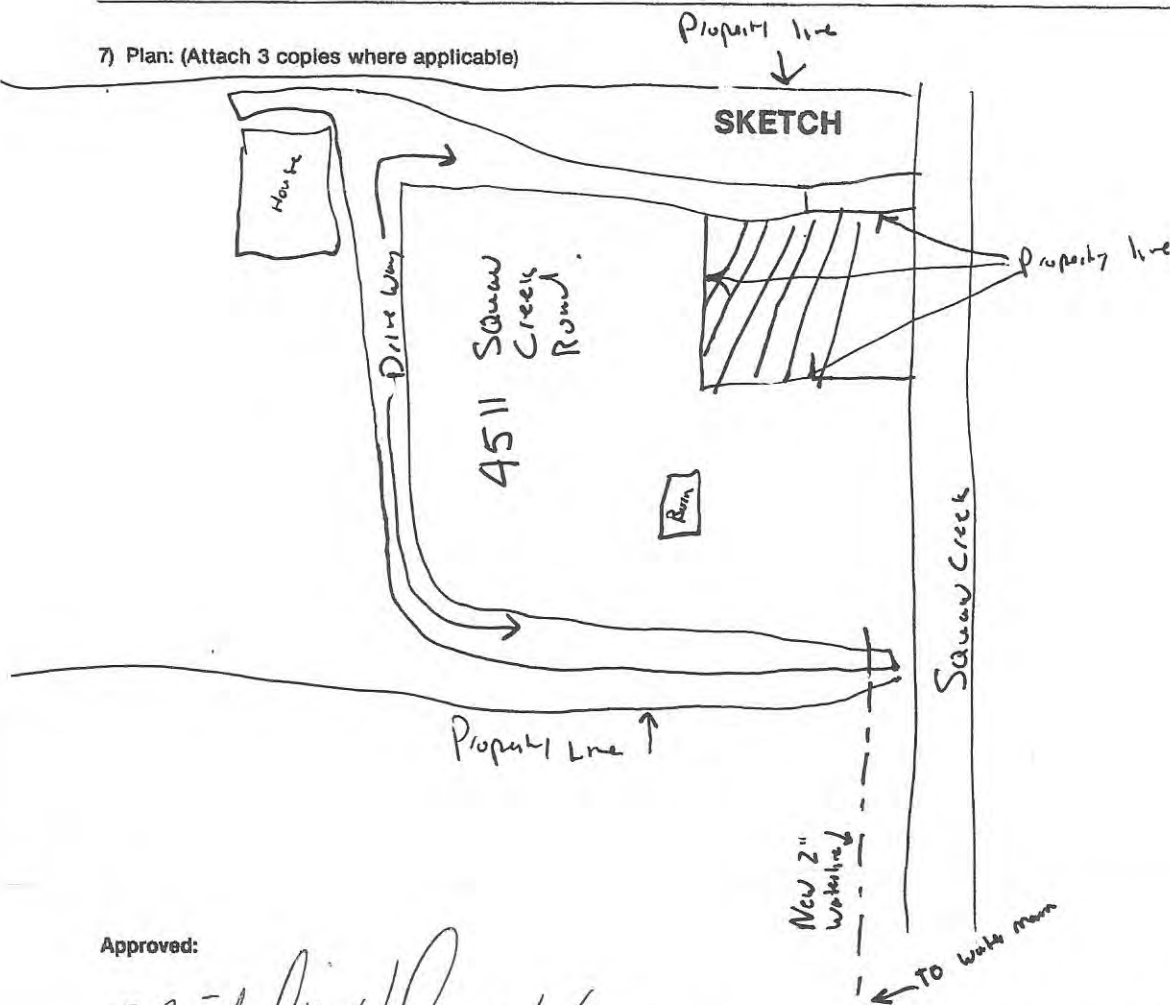 Property line
7) Plan: (Attach 3 copies where applicable)
SKETCH
House
Drive Way
4511 Squaw
Creek
Road.
Property line
Barn
Squaw Creek
Property Line
New 2"
Waterline
Approved:
TO water main